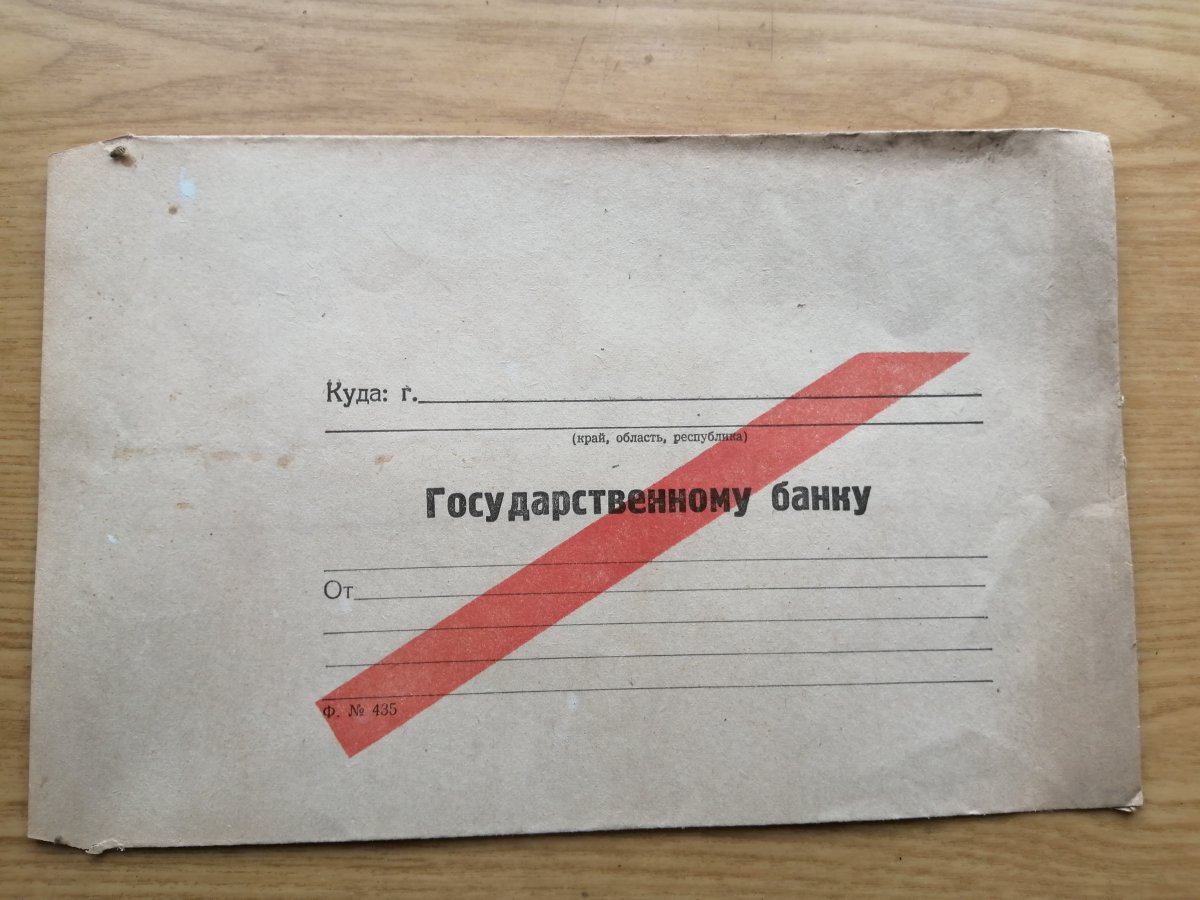 Куда: г.
(край, область, республика)
Государственному банку
От
Ф. № 435